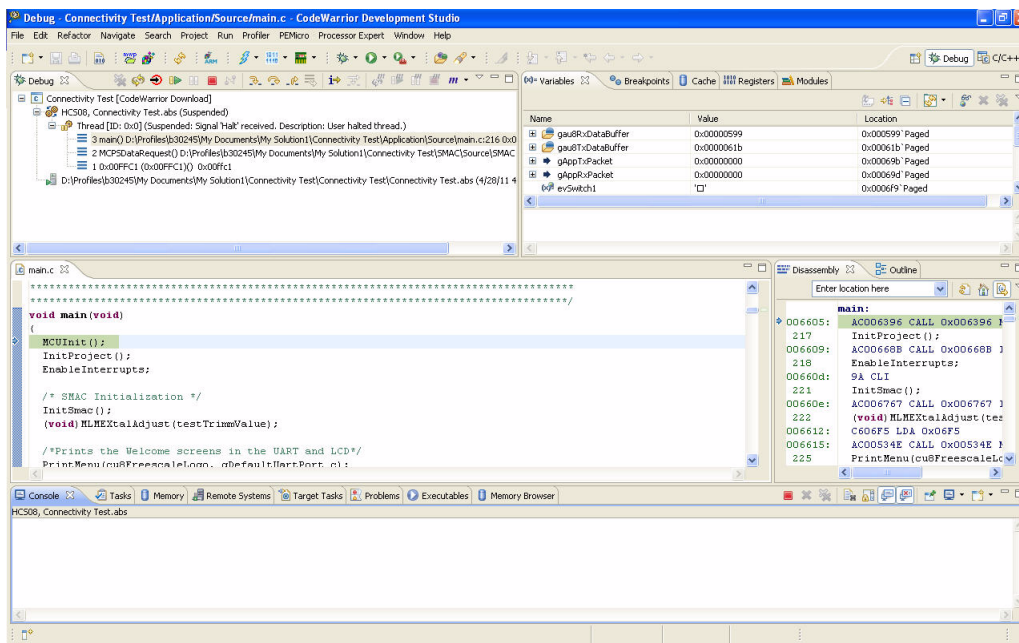 Debug - Connectivity Test/Application/Source/main.c - CodeWarrior Development Studio
File Edit Refactor Navigate Search Project Run Profiler PEMicro Processor Expert Window Help
Debug C/C++
Debug
Connectivity Test [CodeWarrior Download]
HCS08, Connectivity Test.abs (Suspended)
Thread [ID: 0x0] (Suspended: Signal 'Halt' received. Description: User halted thread.)
3 main() D:\Profiles\b30245\My Documents\My Solution1\Connectivity Test\Application\Source\main.c:216 0x0
2 MCPSDataRequest() D:\Profiles\b30245\My Documents\My Solution1\Connectivity Test\SMAC\Source\SMAC
1 0x00FFC1 (0x00FFC1)() 0x00ffc1
D:\Profiles\b30245\My Documents\My Solution1\Connectivity Test\Connectivity Test\Connectivity Test.abs (4/28/11 4
(x)= Variables Breakpoints Cache Registers Modules
Name Value Location
gau8RxDataBuffer 0x00000599 0x000599`Paged
gau8TxDataBuffer 0x0000061b 0x00061b`Paged
gAppTxPacket 0x00000000 0x00069b`Paged
gAppRxPacket 0x00000000 0x00069d`Paged
(x)= evSwitch1 '□' 0x0006f9`Paged
main.c
void main(void)
{
MCUInit();
InitProject();
EnableInterrupts;
/* SMAC Initialization */
InitSmac();
(void)MLMEXtalAdjust(testTrimmValue);
/*Prints the Welcome screens in the UART and LCD*/
PrintMenu(cu8FreescaleLogo, gDefaultUartPort_c);
Disassembly Outline
Enter location here
main:
006605: AC006396 CALL 0x006396
217 InitProject();
006609: AC00668B CALL 0x00668B
218 EnableInterrupts;
00660d: 9A CLI
221 InitSmac();
00660e: AC006767 CALL 0x006767
222 (void)MLMEXtalAdjust(tes
006612: C606F5 LDA 0x06F5
006615: AC00534E CALL 0x00534E
225 PrintMenu(cu8FreescaleLo
Console Tasks Memory Remote Systems Target Tasks Problems Executables Memory Browser
HCS08, Connectivity Test.abs